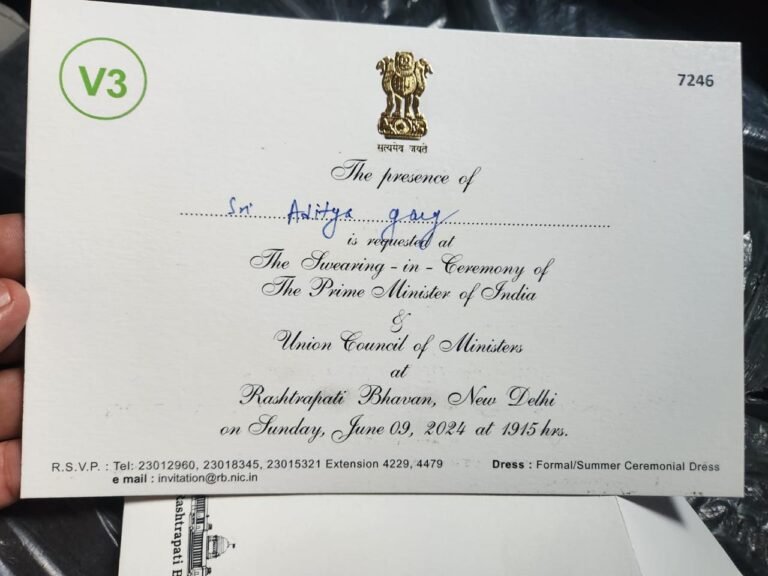 V3
7246
सत्यमेव जयते
The presence of
Sri Aditya garg
is requested at
The Swearing - in - Ceremony of
The Prime Minister of India
&
Union Council of Ministers
at
Rashtrapati Bhavan, New Delhi
on Sunday, June 09, 2024 at 1915 hrs.
R.S.V.P. : Tel: 23012960, 23018345, 23015321 Extension 4229, 4479
e mail : invitation@rb.nic.in
Dress : Formal/Summer Ceremonial Dress
Rashtrapati